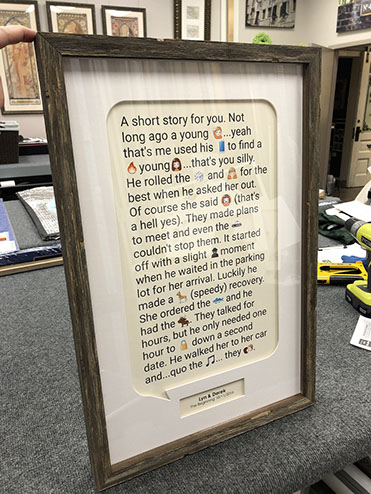 A short story for you. Not
long ago a young 👦🏻...yeah
that's me used his 📱 to find a
🔥 young 👩🏻...that's you silly.
He rolled the 🎲 and 🙏🏻 for the
best when he asked her out.
Of course she said 🙆🏻 (that's
a hell yes). They made plans
to meet and even the 🚬
couldn't stop them. It started
off with a slight 👤 moment
when he waited in the parking
lot for her arrival. Luckily he
made a 🐆 (speedy) recovery.
She ordered the 🐟 and he
had the 🐂. They talked for
hours, but he only needed one
hour to 🔒 down a second
date. He walked her to her car
and...quo the 🎵... they 💏.
Lyn & Derek